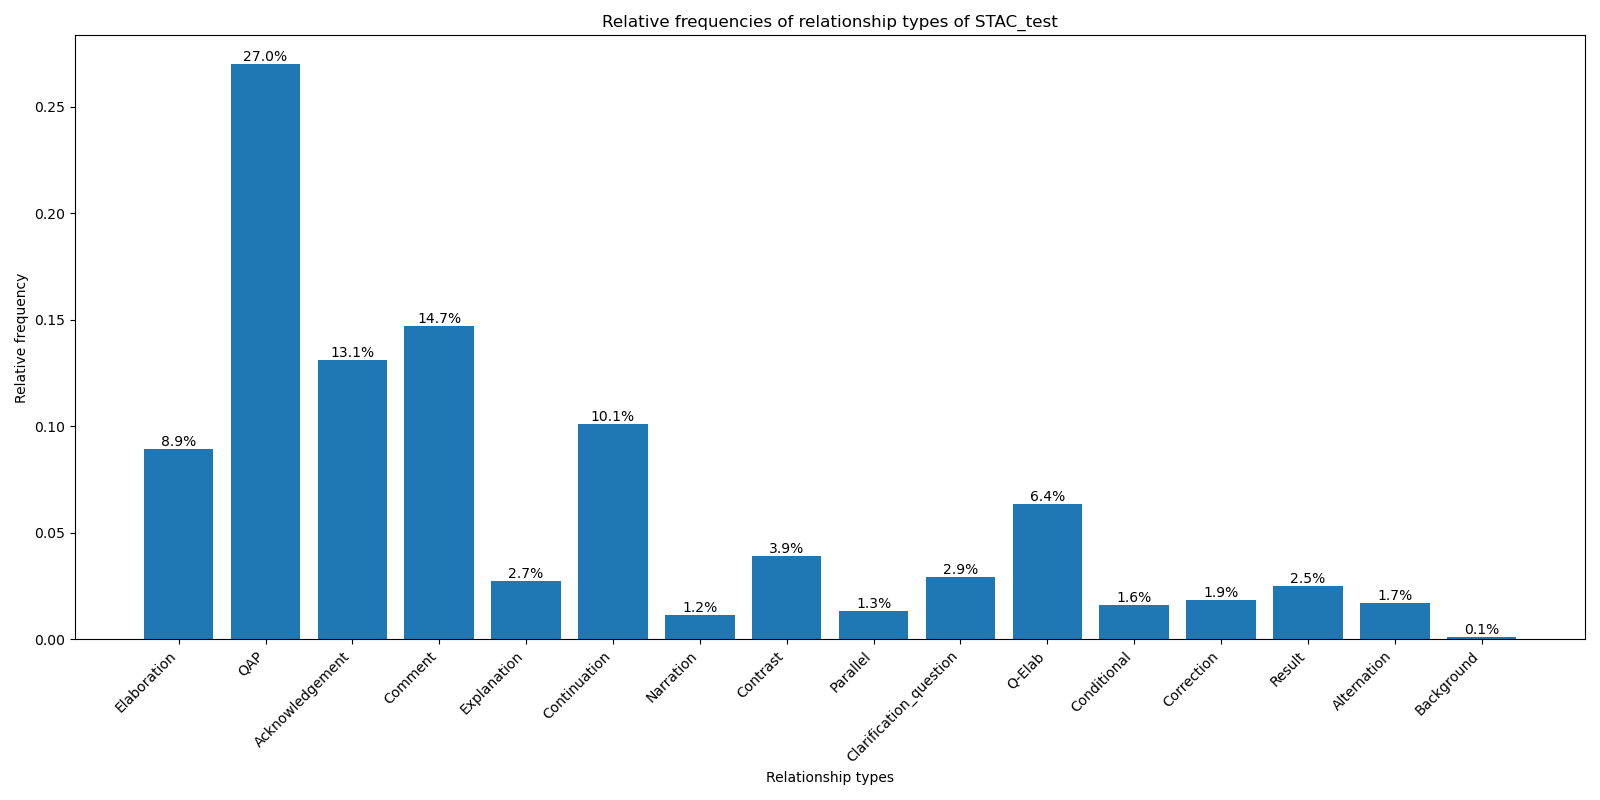 Relative frequencies of relationship types of STAC_test
Relative frequency
0.25
0.20
0.15
0.10
0.05
0.00
8.9%
27.0%
13.1%
14.7%
2.7%
10.1%
1.2%
3.9%
1.3%
2.9%
6.4%
1.6%
1.9%
2.5%
1.7%
0.1%
Elaboration
QAP
Acknowledgement
Comment
Explanation
Continuation
Narration
Contrast
Parallel
Clarification_question
Q-Elab
Conditional
Correction
Result
Alternation
Background
Relationship types